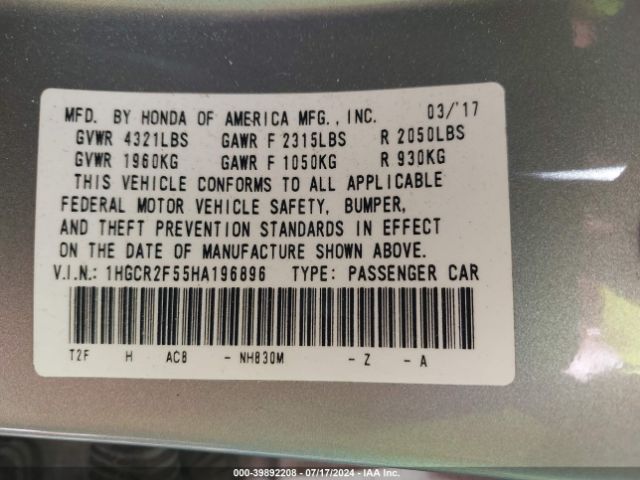 MFD. BY HONDA OF AMERICA MFG., INC. 03/'17
GVWR 4321LBS GAWR F 2315LBS R 2050LBS
GVWR 1960KG GAWR F 1050KG R 930KG
THIS VEHICLE CONFORMS TO ALL APPLICABLE
FEDERAL MOTOR VEHICLE SAFETY, BUMPER,
AND THEFT PREVENTION STANDARDS IN EFFECT
ON THE DATE OF MANUFACTURE SHOWN ABOVE.
V.I.N.: 1HGCR2F55HA196896 TYPE: PASSENGER CAR
T2F H AC8 - NH830M - Z - A
000-39892208 - 07/17/2024 - IAA Inc.